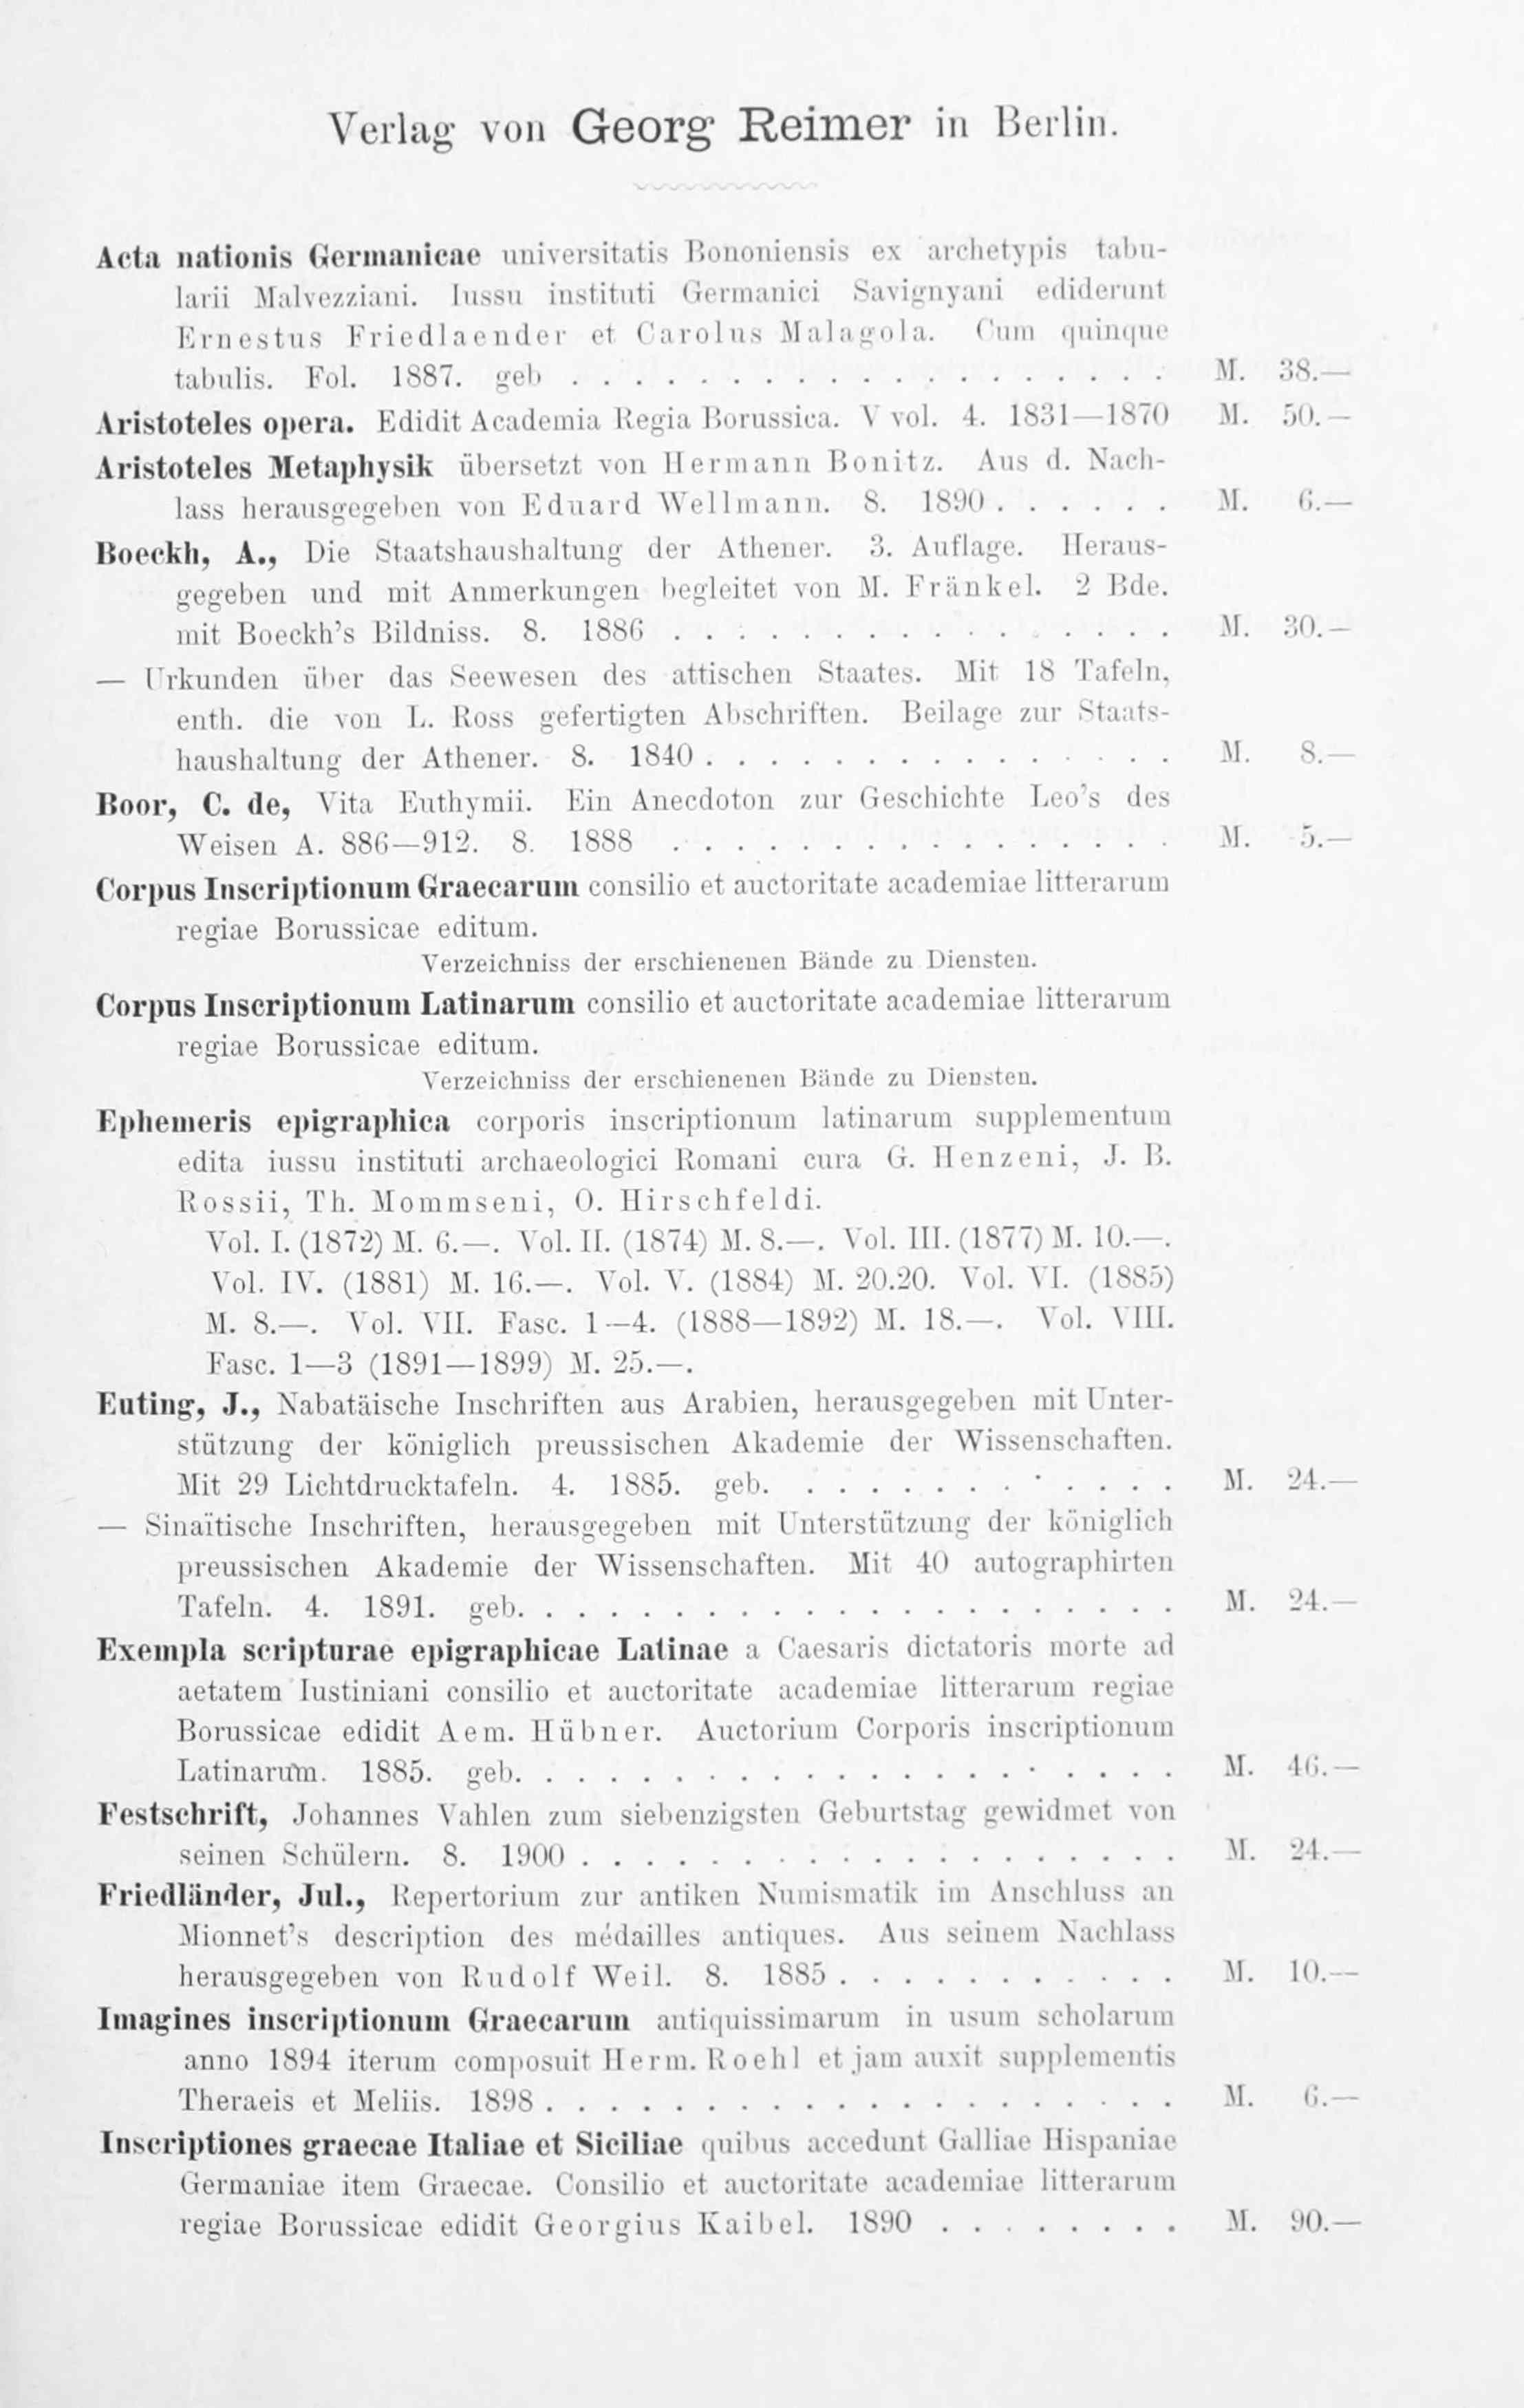 Verlag von Georg Reimer in Berlin.
Acta nationis Germanicae universitatis Bononiensis ex archetypis tabu-
larii Malvezziani. Iussu instituti Germanici Savignyani ediderunt
Ernestus Friedlaender et Carolus Malagola. Cum quinque
tabulis. Fol. 1887. geb . . . . . . . . . . . . . . . . . . . M. 38.—
Aristoteles opera. Edidit Academia Regia Borussica. V vol. 4. 1831—1870 M. 50.—
Aristoteles Metaphysik übersetzt von Hermann Bonitz. Aus d. Nach-
lass herausgegeben von Eduard Wellmann. 8. 1890 . . . . . . M. 6.—
Boeckh, A., Die Staatshaushaltung der Athener. 3. Auflage. Heraus-
gegeben und mit Anmerkungen begleitet von M. Fränkel. 2 Bde.
mit Boeckh's Bildniss. 8. 1886 . . . . . . . . . . . . . . . . M. 30.—
— Urkunden über das Seewesen des attischen Staates. Mit 18 Tafeln,
enth. die von L. Ross gefertigten Abschriften. Beilage zur Staats-
haushaltung der Athener. 8. 1840 . . . . . . . . . . . . . . . M. 8.—
Boor, C. de, Vita Euthymii. Ein Anecdoton zur Geschichte Leo's des
Weisen A. 886—912. 8. 1888 . . . . . . . . . . . . . . . . M. 5.—
Corpus Inscriptionum Graecarum consilio et auctoritate academiae litterarum
regiae Borussicae editum.
Verzeichniss der erschienenen Bände zu Diensten.
Corpus Inscriptionum Latinarum consilio et auctoritate academiae litterarum
regiae Borussicae editum.
Verzeichniss der erschienenen Bände zu Diensten.
Ephemeris epigraphica corporis inscriptionum latinarum supplementum
edita iussu instituti archaeologici Romani cura G. Henzeni, J. B.
Rossii, Th. Mommseni, O. Hirschfeldi.
Vol. I. (1872) M. 6.—. Vol. II. (1874) M. 8.—. Vol. III. (1877) M. 10.—.
Vol. IV. (1881) M. 16.—. Vol. V. (1884) M. 20.20. Vol. VI. (1885)
M. 8.—. Vol. VII. Fasc. 1—4. (1888—1892) M. 18.—. Vol. VIII.
Fasc. 1—3 (1891—1899) M. 25.—.
Euting, J., Nabatäische Inschriften aus Arabien, herausgegeben mit Unter-
stützung der königlich preussischen Akademie der Wissenschaften.
Mit 29 Lichtdrucktafeln. 4. 1885. geb. . . . . . . . . . . . . M. 24.—
— Sinaïtische Inschriften, herausgegeben mit Unterstützung der königlich
preussischen Akademie der Wissenschaften. Mit 40 autographirten
Tafeln. 4. 1891. geb. . . . . . . . . . . . . . . . . . . . . M. 24.—
Exempla scripturae epigraphicae Latinae a Caesaris dictatoris morte ad
aetatem Iustiniani consilio et auctoritate academiae litterarum regiae
Borussicae edidit Aem. Hübner. Auctorium Corporis inscriptionum
Latinarum. 1885. geb. . . . . . . . . . . . . . . . . . . . . M. 46.—
Festschrift, Johannes Vahlen zum siebenzigsten Geburtstag gewidmet von
seinen Schülern. 8. 1900 . . . . . . . . . . . . . . . . . . . M. 24.—
Friedländer, Jul., Repertorium zur antiken Numismatik im Anschluss an
Mionnet's description des médailles antiques. Aus seinem Nachlass
herausgegeben von Rudolf Weil. 8. 1885 . . . . . . . . . . . M. 10.—
Imagines inscriptionum Graecarum antiquissimarum in usum scholarum
anno 1894 iterum composuit Herm. Roehl et jam auxit supplementis
Theraeis et Meliis. 1898 . . . . . . . . . . . . . . . . . . . . M. 6.—
Inscriptiones graecae Italiae et Siciliae quibus accedunt Galliae Hispaniae
Germaniae item Graecae. Consilio et auctoritate academiae litterarum
regiae Borussicae edidit Georgius Kaibel. 1890 . . . . . . . . M. 90.—